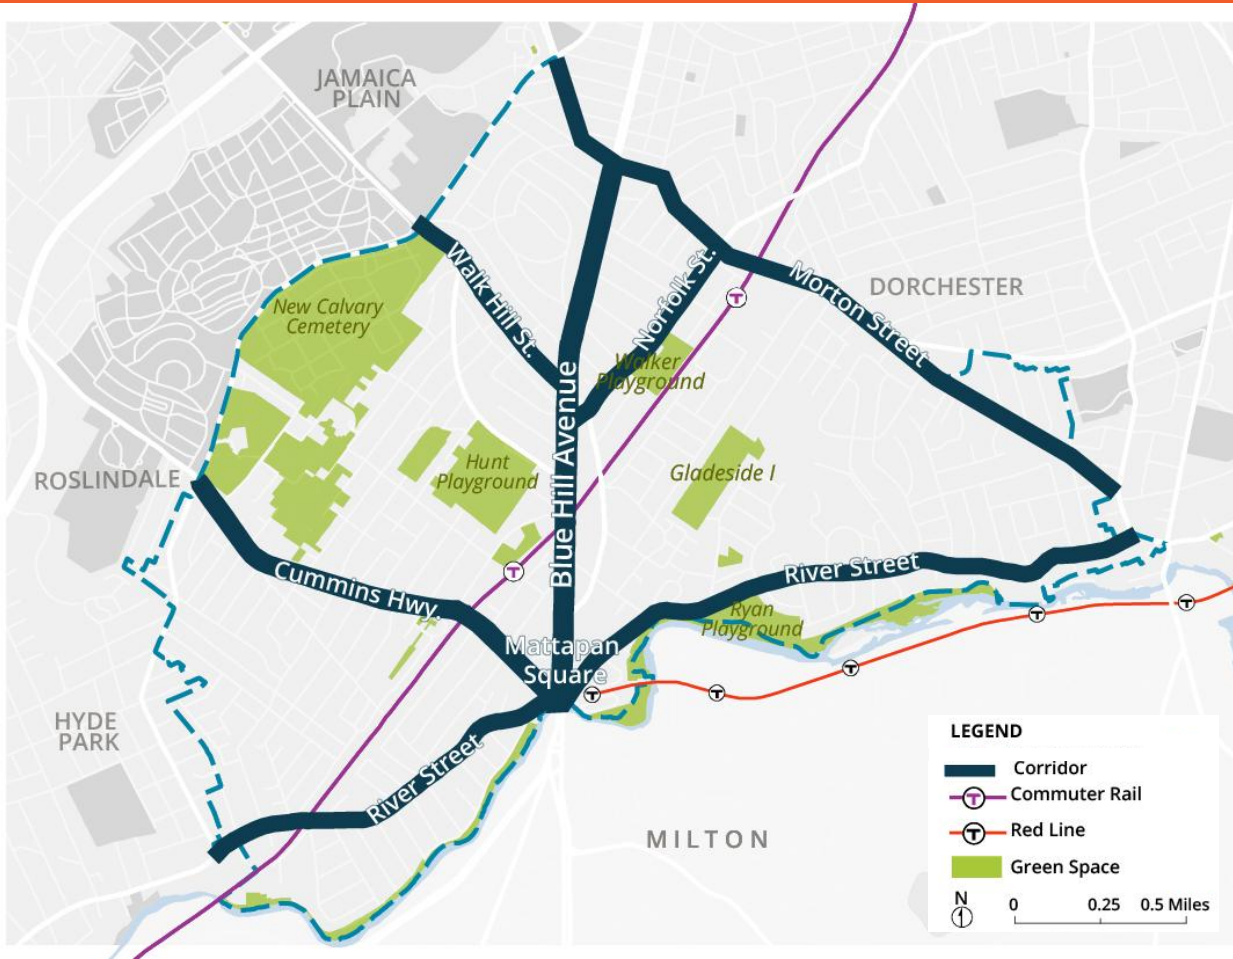 JAMAICA
PLAIN
Walk Hill St.
Norfolk St.
Morton Street
DORCHESTER
New Calvary
Cemetery
Walker
Playground
Blue Hill Avenue
ROSLINDALE
Hunt
Playground
Gladeside I
Cummins Hwy.
River Street
Ryan
Playground
Mattapan
Square
HYDE
PARK
River Street
MILTON
T
T
T
T
T
T
T
LEGEND
Corridor
T Commuter Rail
T Red Line
Green Space
N
0 0.25 0.5 Miles